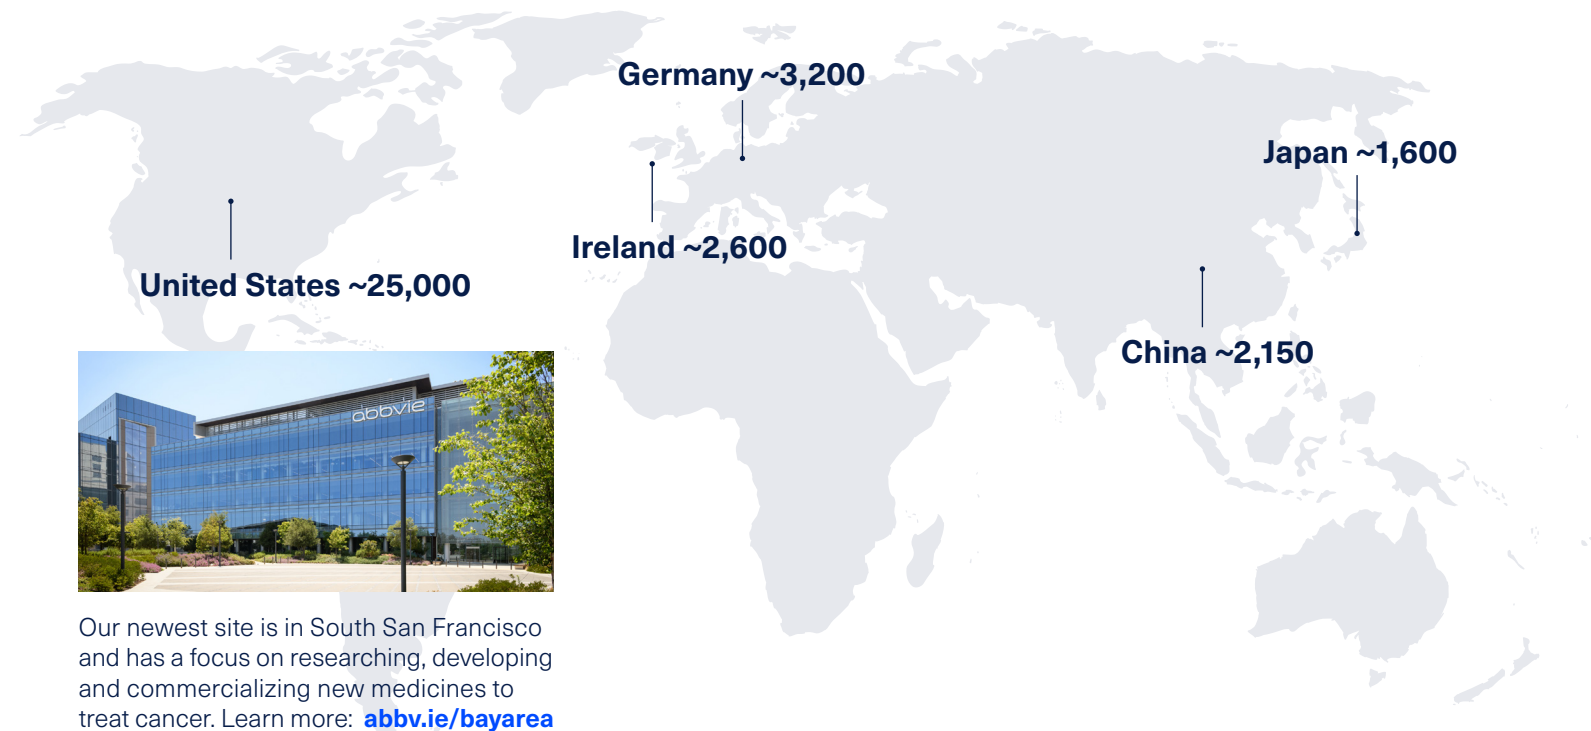 Germany ~3,200
Japan ~1,600
Ireland ~2,600
United States ~25,000
China ~2,150
abbvie
Our newest site is in South San Francisco
and has a focus on researching, developing
and commercializing new medicines to
treat cancer. Learn more: abbv.ie/bayarea